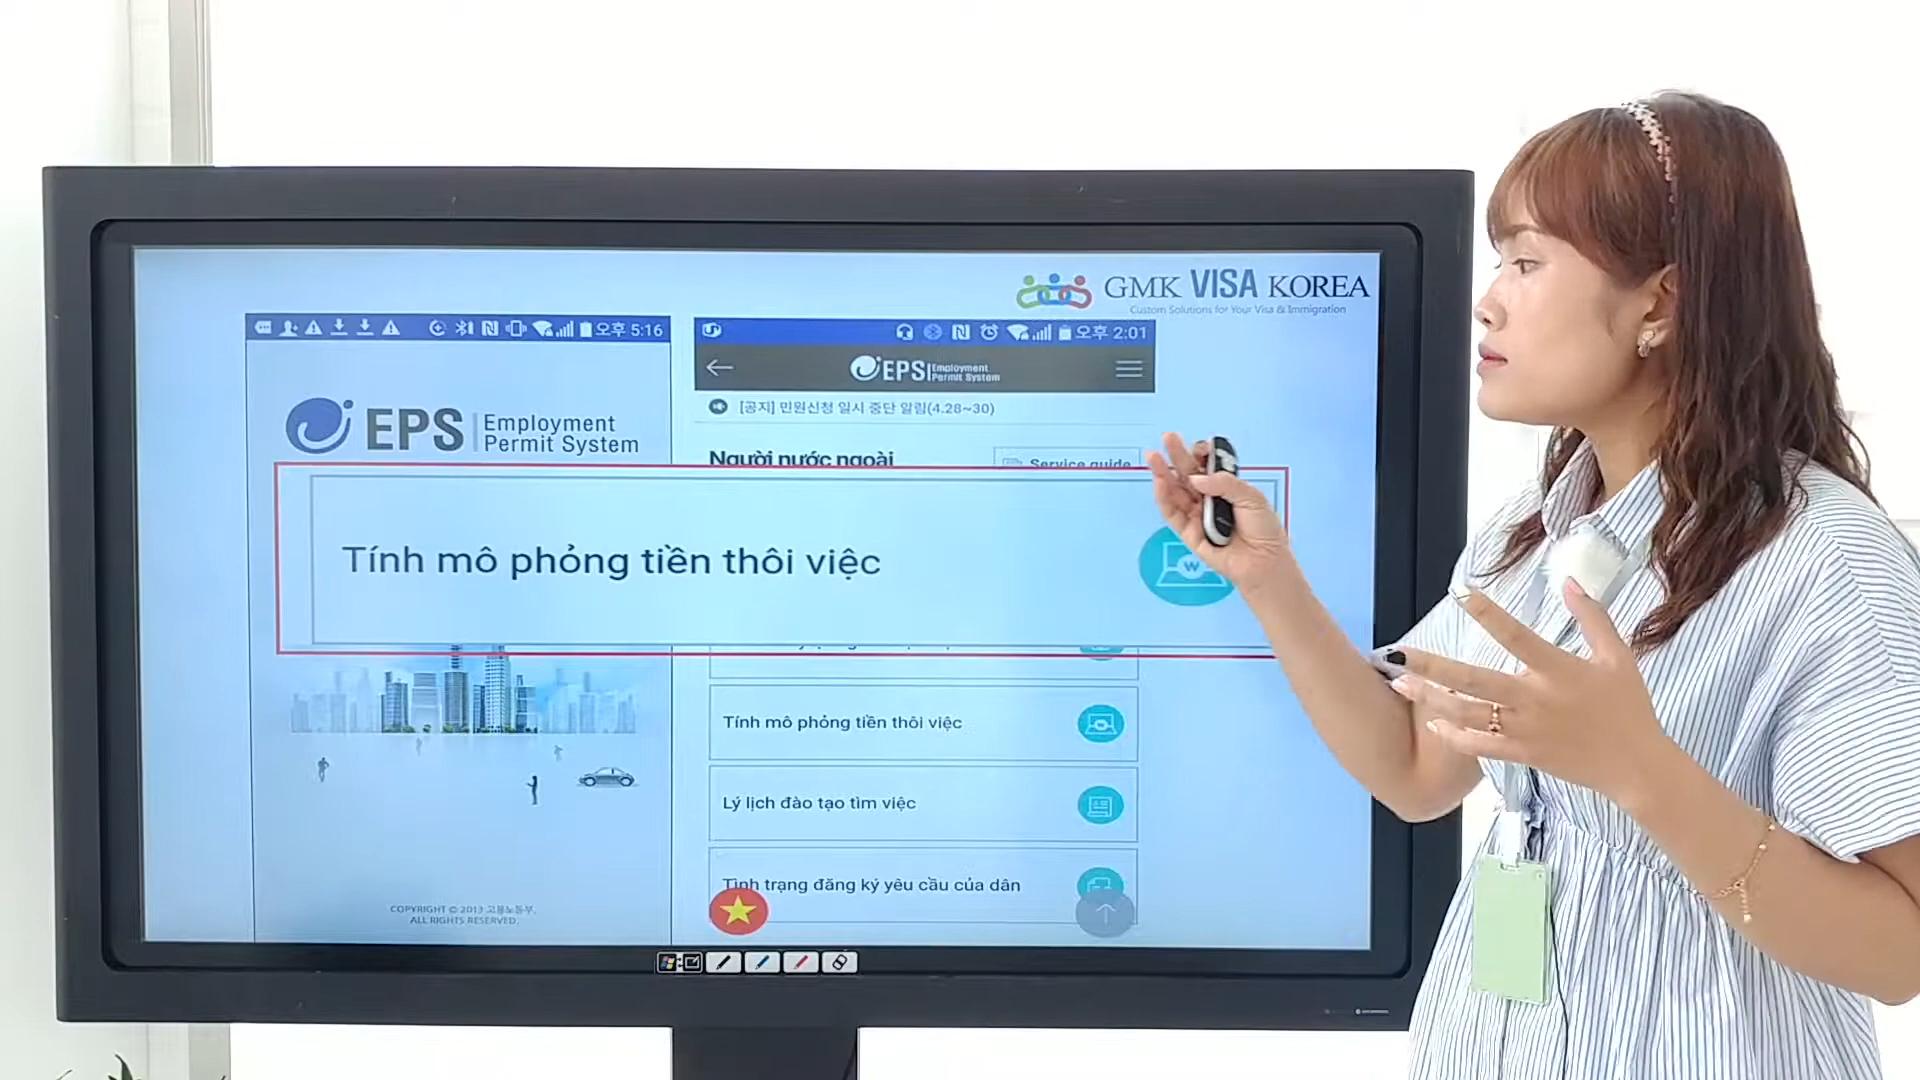 GMK VISA KOREA
Custom Solutions for Your Visa & Immigration
오후 5:16
EPS Employment
Permit System
오후 2:01
EPS Employment
Permit System
[공지] 민원신청 일시 중단 알림(4.28~30)
Người nước ngoài
Service guide
Tính mô phỏng tiền thôi việc
Tính mô phỏng tiền thôi việc
Lý lịch đào tạo tìm việc
Tình trạng đăng ký yêu cầu của dân
COPYRIGHT © 2013 고용노동부.
ALL RIGHTS RESERVED.